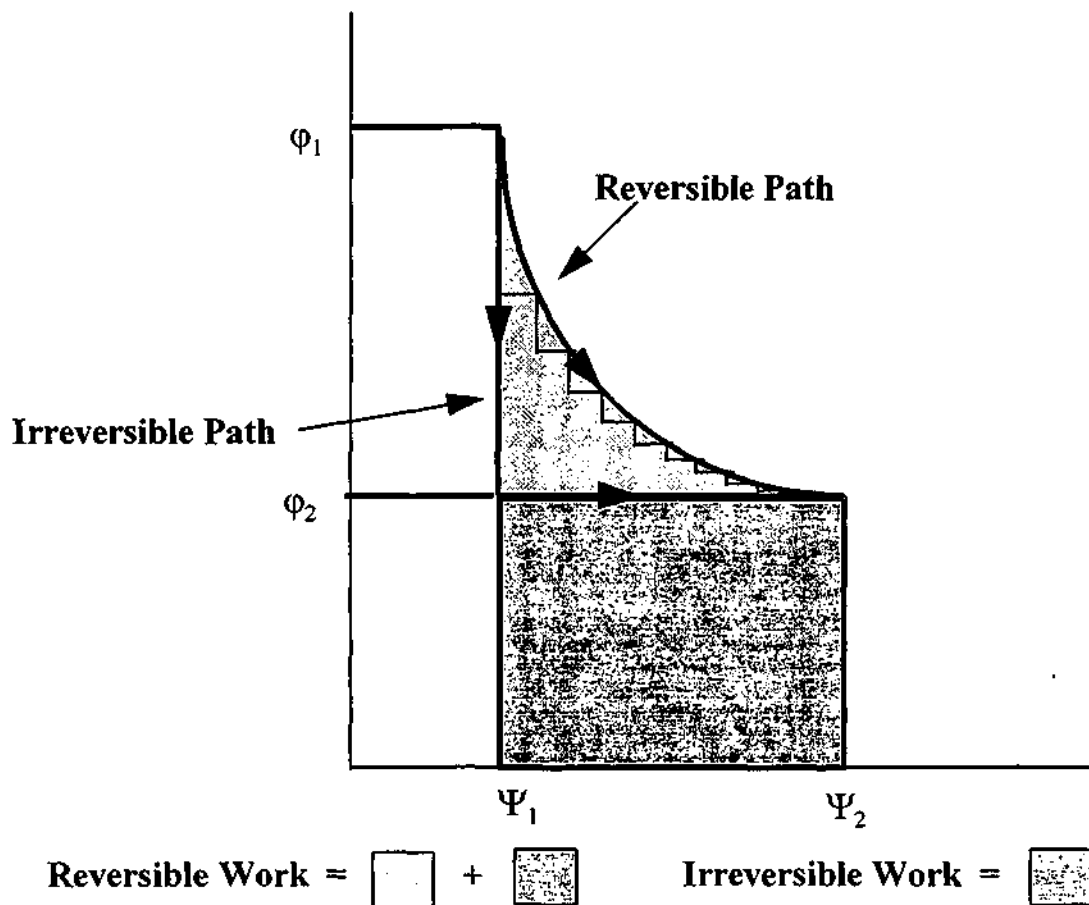 φ₁
Reversible Path
Irreversible Path
φ₂
Ψ₁ Ψ₂
Reversible Work = + Irreversible Work =